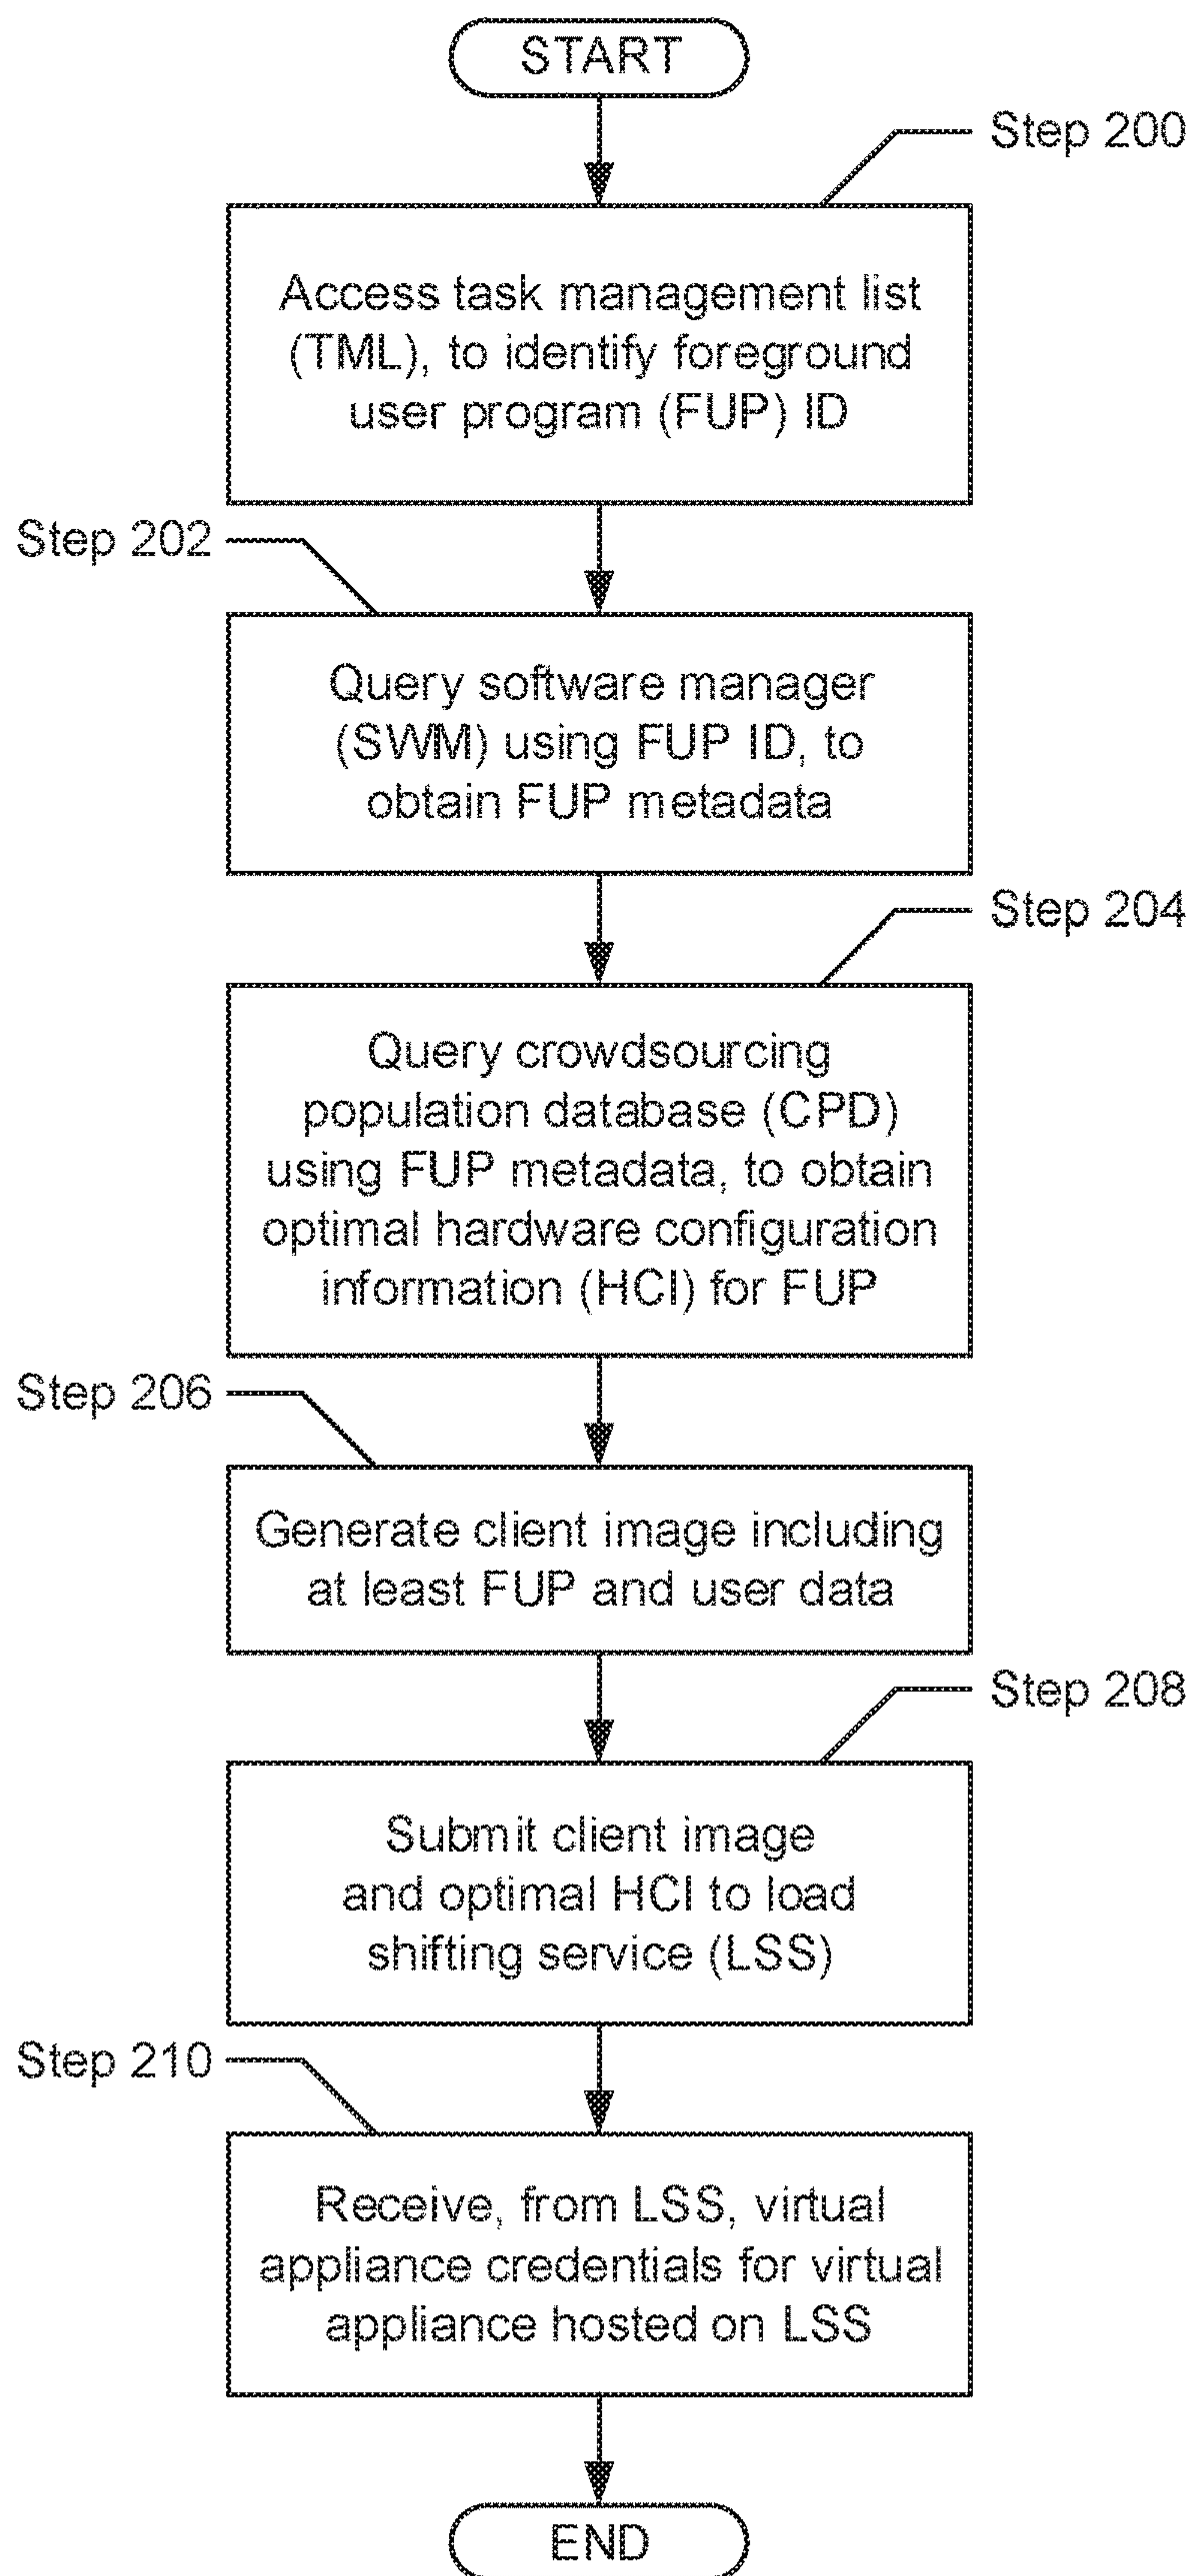 START
Step 200
Access task management list
(TML), to identify foreground
user program (FUP) ID
Step 202
Query software manager
(SWM) using FUP ID, to
obtain FUP metadata
Step 204
Query crowdsourcing
population database (CPD)
using FUP metadata, to obtain
optimal hardware configuration
information (HCI) for FUP
Step 206
Generate client image including
at least FUP and user data
Step 208
Submit client image
and optimal HCI to load
shifting service (LSS)
Step 210
Receive, from LSS, virtual
appliance credentials for virtual
appliance hosted on LSS
END